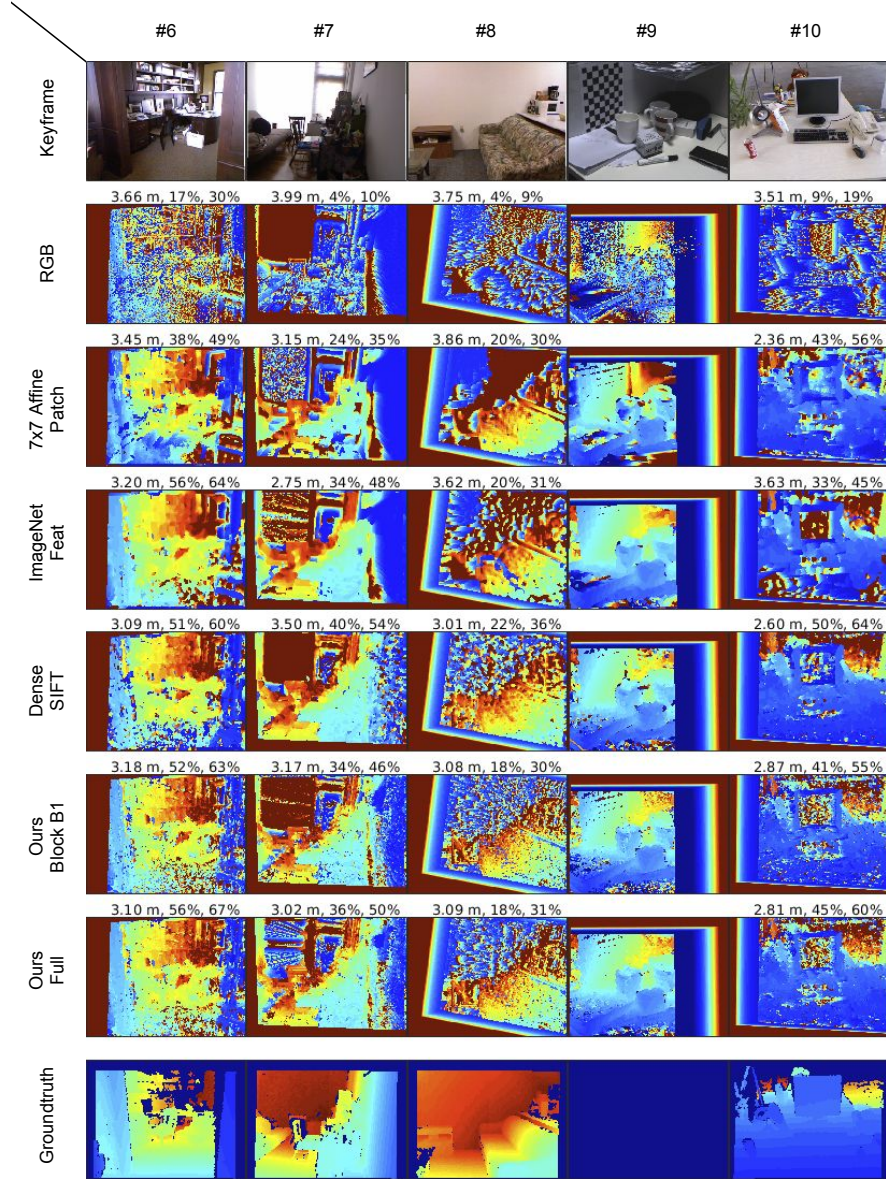 #6 #7 #8 #9 #10
Keyframe
3.66 m, 17%, 30% 3.99 m, 4%, 10% 3.75 m, 4%, 9% 3.51 m, 9%, 19%
RGB
3.45 m, 38%, 49% 3.15 m, 24%, 35% 3.86 m, 20%, 30% 2.36 m, 43%, 56%
7x7 Affine
Patch
3.20 m, 56%, 64% 2.75 m, 34%, 48% 3.62 m, 20%, 31% 3.63 m, 33%, 45%
ImageNet
Feat
3.09 m, 51%, 60% 3.50 m, 40%, 54% 3.01 m, 22%, 36% 2.60 m, 50%, 64%
Dense
SIFT
3.18 m, 52%, 63% 3.17 m, 34%, 46% 3.08 m, 18%, 30% 2.87 m, 41%, 55%
Ours
Block B1
3.10 m, 56%, 67% 3.02 m, 36%, 50% 3.09 m, 18%, 31% 2.81 m, 45%, 60%
Ours
Full
Groundtruth